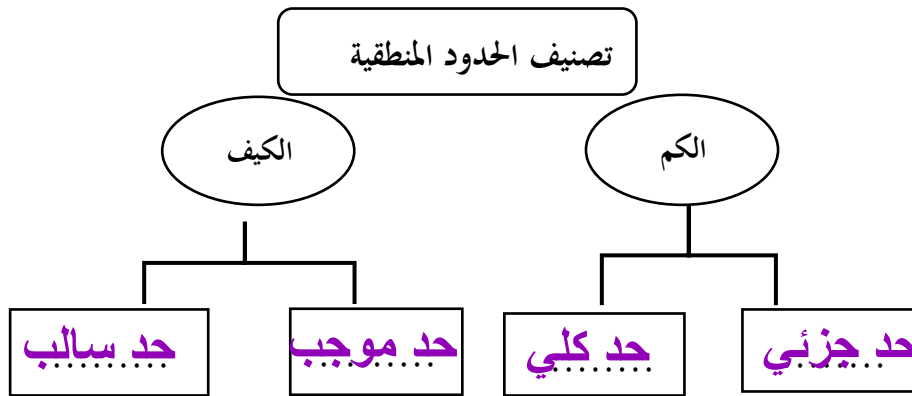 تصنيف الحدود المنطقية
الكم
الكيف
حد جزئي
حد كلي
حد موجب
حد سالب